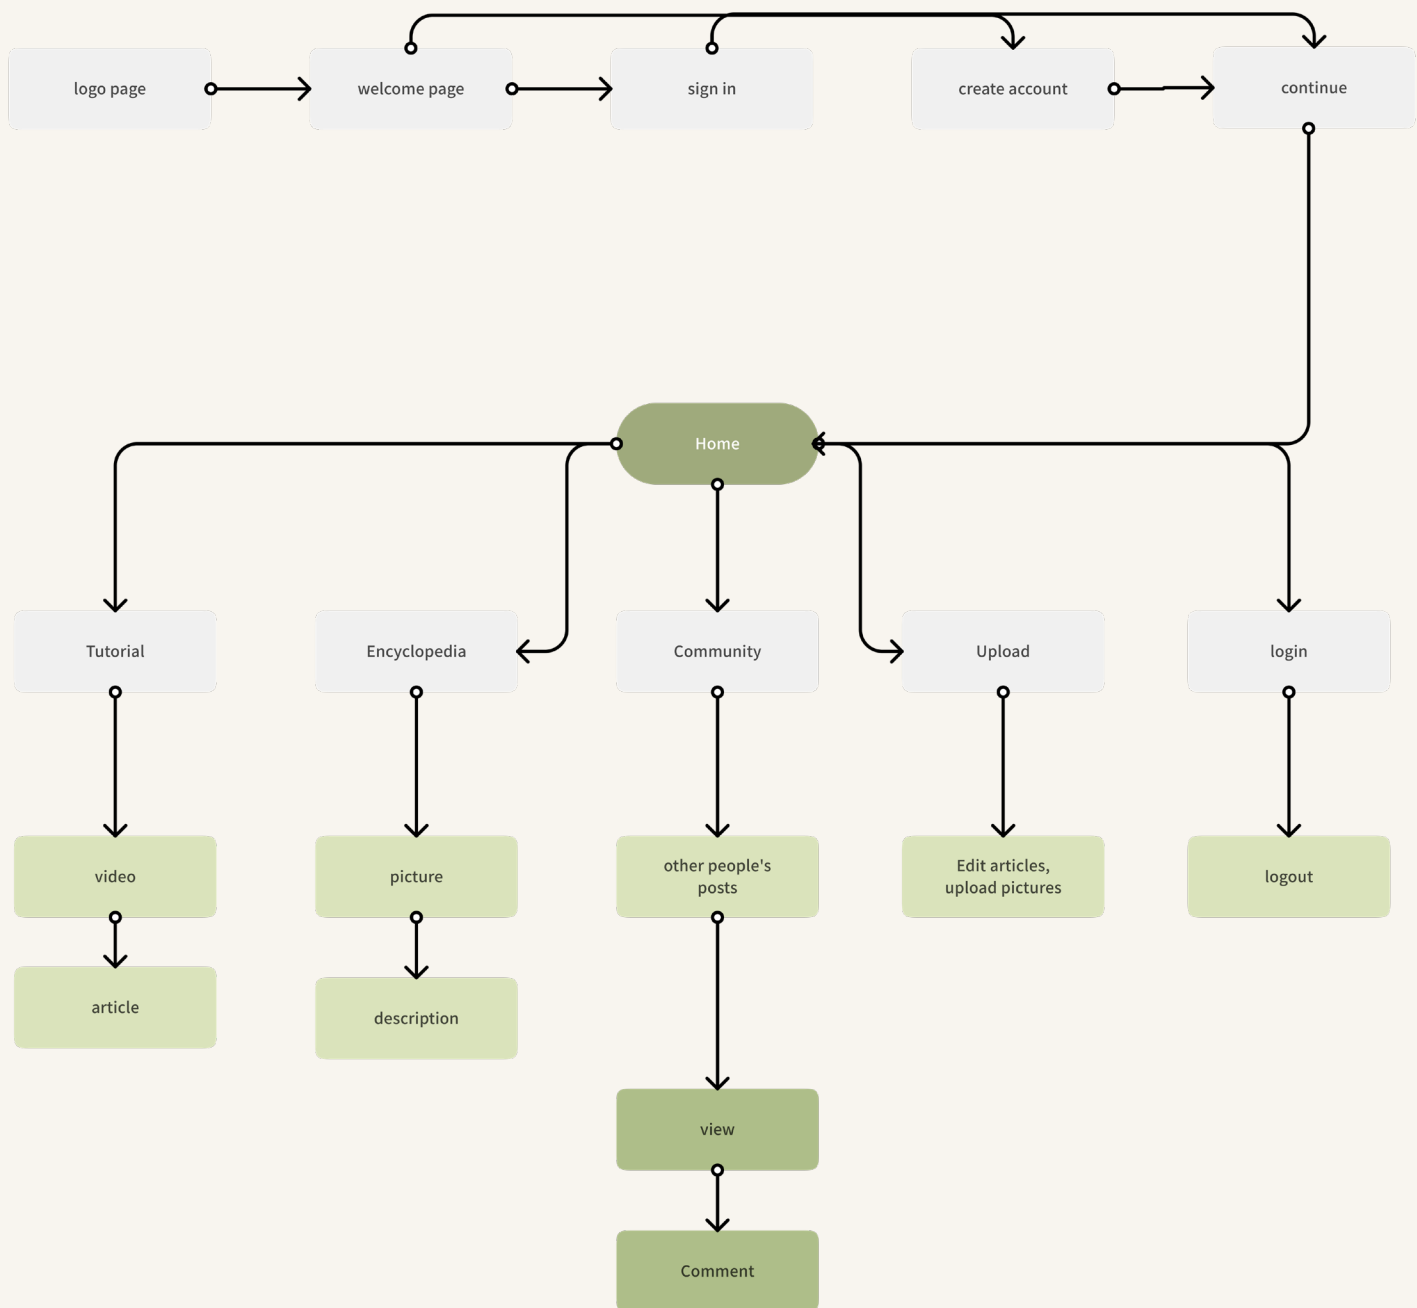 logo page
welcome page
sign in
create account
continue
Home
Tutorial
Encyclopedia
Community
Upload
login
video
picture
other people's
posts
Edit articles,
upload pictures
logout
article
description
view
Comment